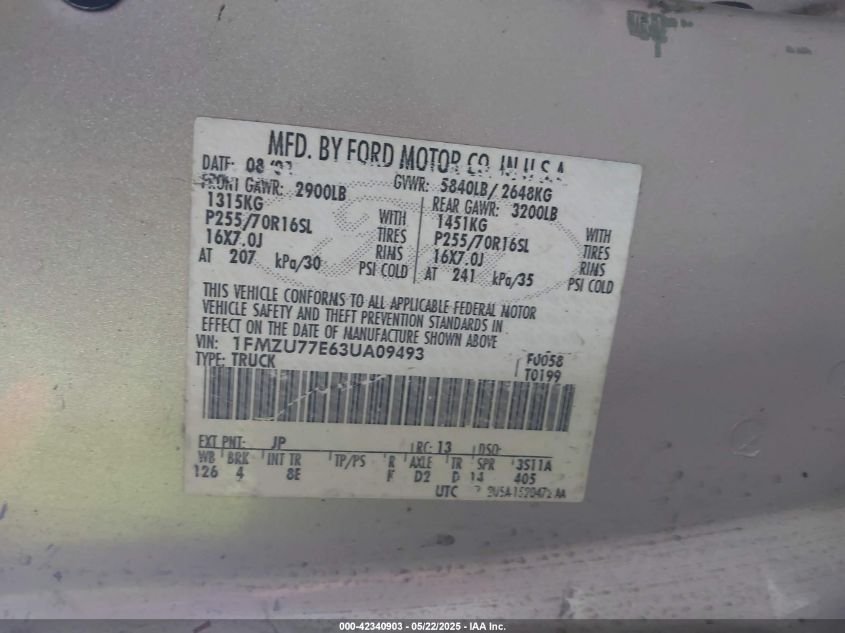 MFD. BY FORD MOTOR CO. IN U.S.A.
DATE: 08
GVWR: 5840LB/ 2648KG
FRONT GAWR: 2900LB
REAR GAWR: 3200LB
1315KG WITH
1451KG WITH
P255/70R16SL TIRES
P255/70R16SL TIRES
16X7.0J RIMS
16X7.0J RIMS
AT 207 kPa/30 PSI COLD
AT 241 kPa/35 PSI COLD
THIS VEHICLE CONFORMS TO ALL APPLICABLE FEDERAL MOTOR
VEHICLE SAFETY AND THEFT PREVENTION STANDARDS IN
EFFECT ON THE DATE OF MANUFACTURE SHOWN ABOVE
VIN: 1FMZU77E63UA09493
TYPE: TRUCK
F0058
T0199
EXT PNT: JP RC: 13 DSO:
WB BRK INT TR TP/PS R AXLE TR SPR 3S11A
126 4 8E D2 D 405
UTC
000-42340903 - 05/22/2025 - IAA Inc.